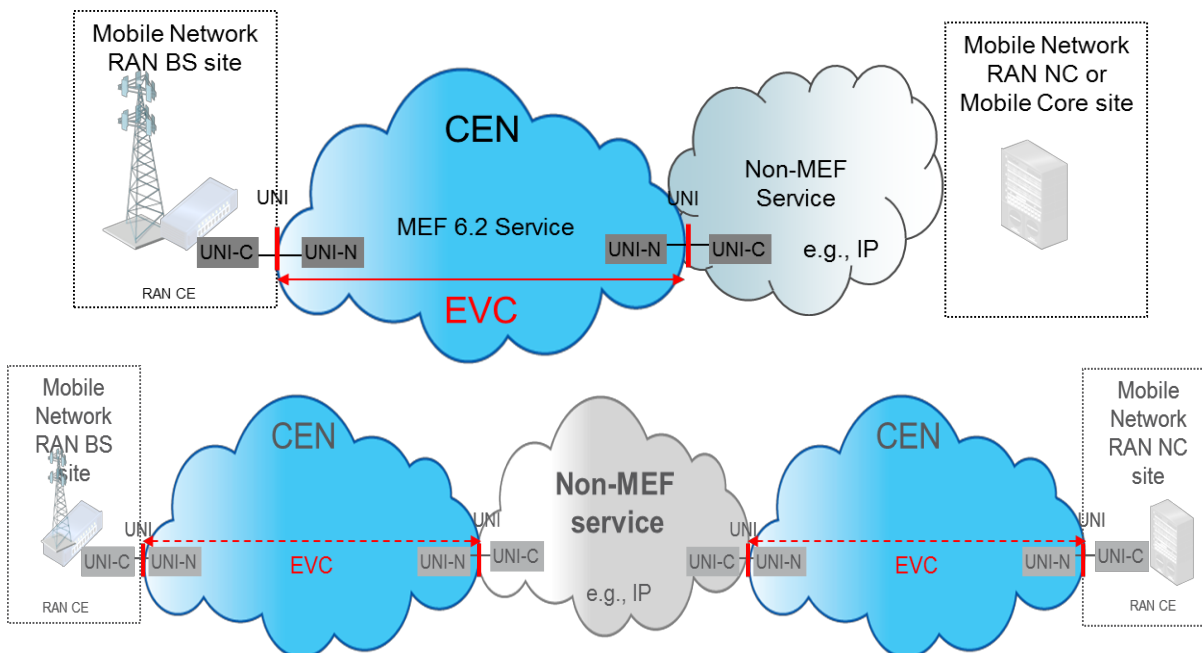 Mobile Network
RAN BS site
Mobile Network
RAN NC or
Mobile Core site
CEN
Non-MEF
Service
UNI
UNI
MEF 6.2 Service
e.g., IP
UNI-C
UNI-N
UNI-N
UNI-C
RAN CE
EVC
Mobile
Network
RAN BS
site
CEN
Non-MEF
service
CEN
Mobile
Network
RAN NC
site
UNI
UNI
UNI
UNI
UNI-C
UNI-N
EVC
UNI-N
UNI-C
UNI-C
UNI-N
EVC
UNI-N
UNI-C
e.g., IP
RAN CE
RAN CE